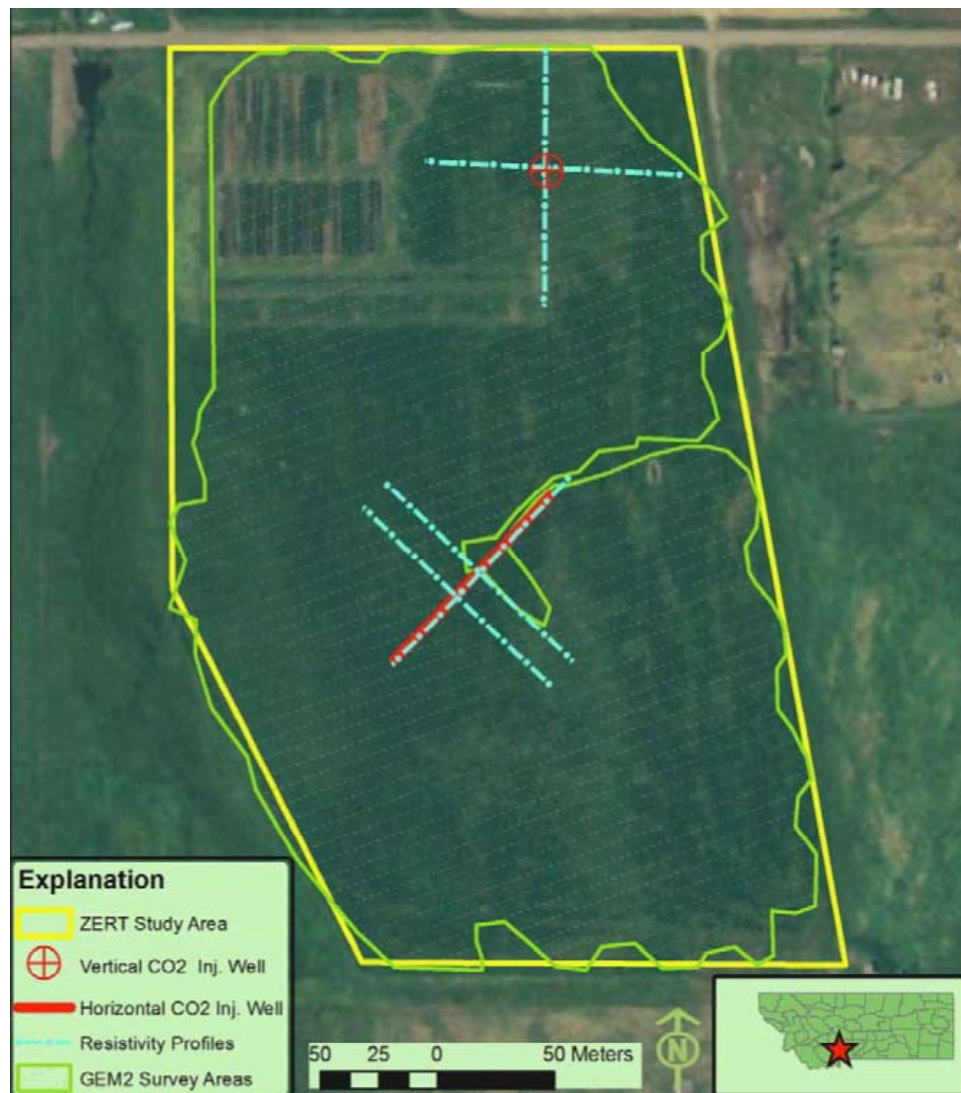 Explanation
ZERT Study Area
Vertical CO2 Inj. Well
Horizontal CO2 Inj. Well
Resistivity Profiles
GEM2 Survey Areas
50 25 0 50 Meters
N